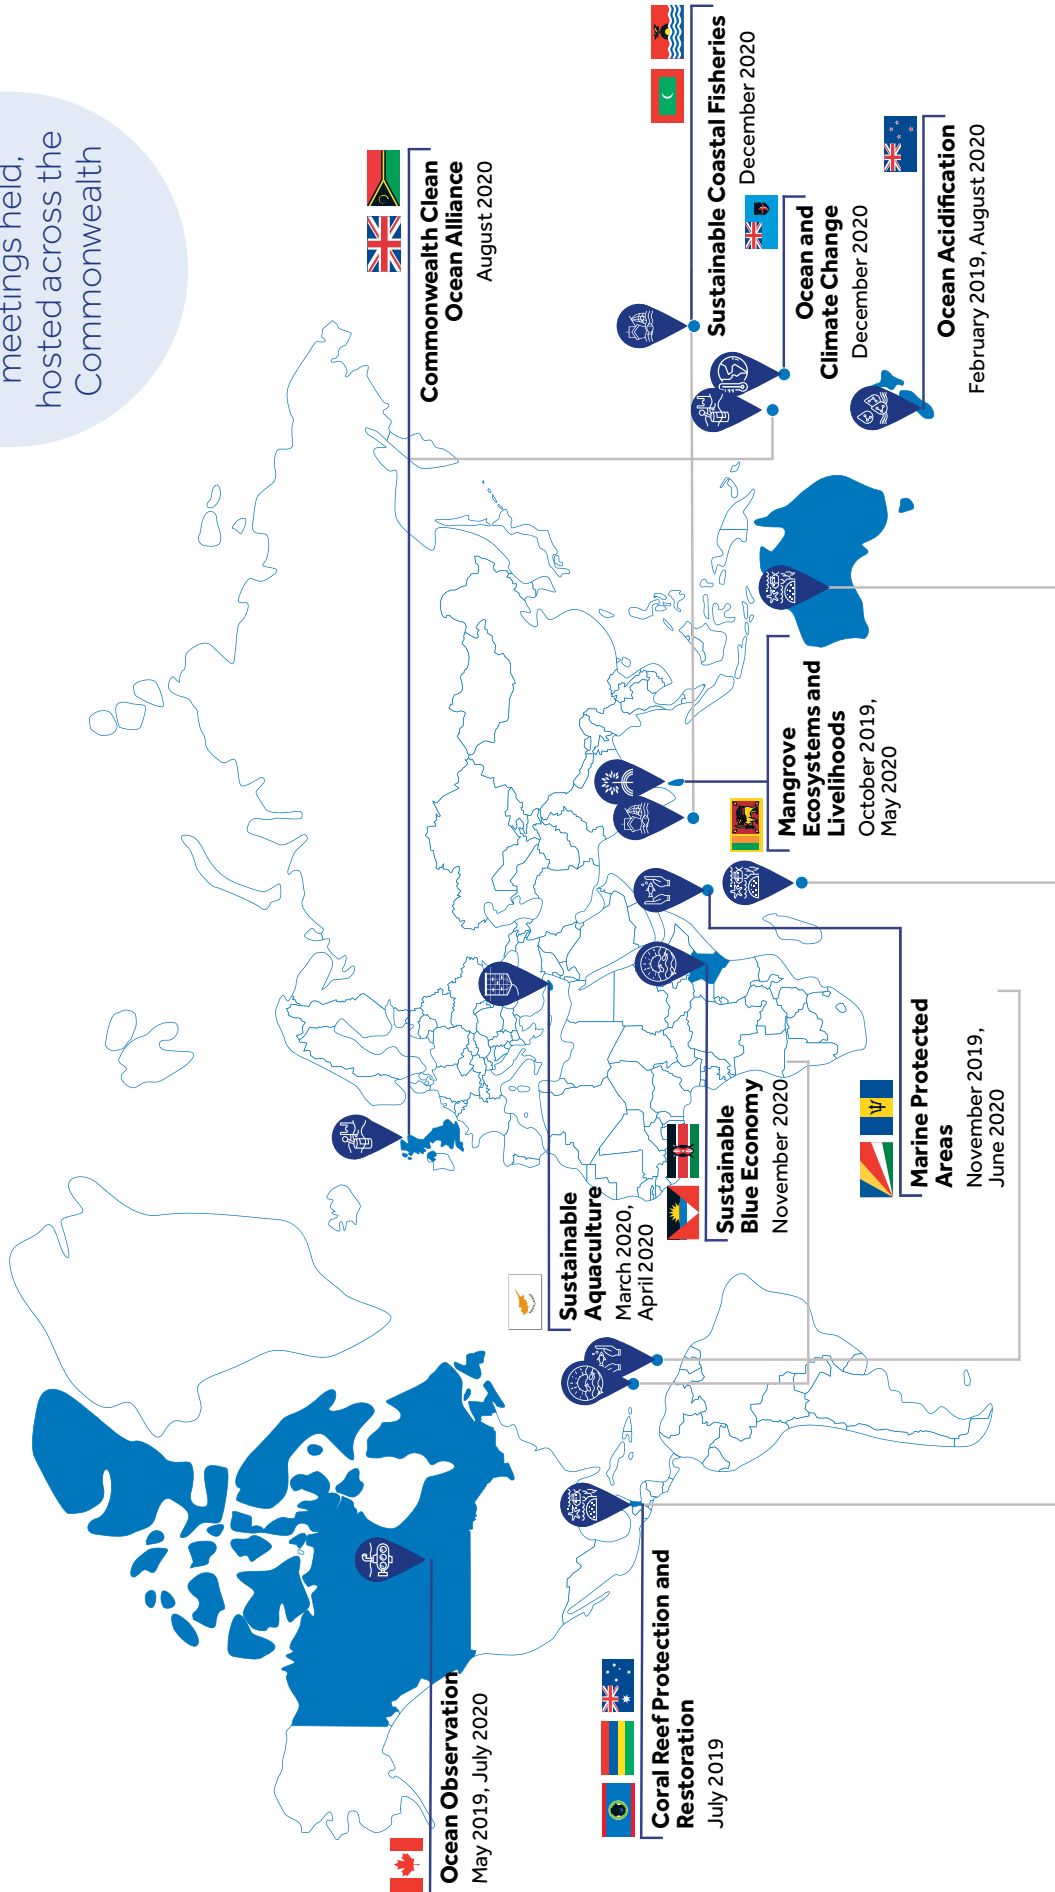 meetings held,
hosted across the
Commonwealth
Ocean Observation
May 2019, July 2020
Coral Reef Protection and
Restoration
July 2019
Sustainable
Aquaculture
March 2020,
April 2020
Sustainable
Blue Economy
November 2020
Marine Protected
Areas
November 2019,
June 2020
Commonwealth Clean
Ocean Alliance
August 2020
Mangrove
Ecosystems and
Livelihoods
October 2019,
May 2020
Sustainable Coastal Fisheries
December 2020
Ocean and
Climate Change
December 2020
Ocean Acidification
February 2019, August 2020